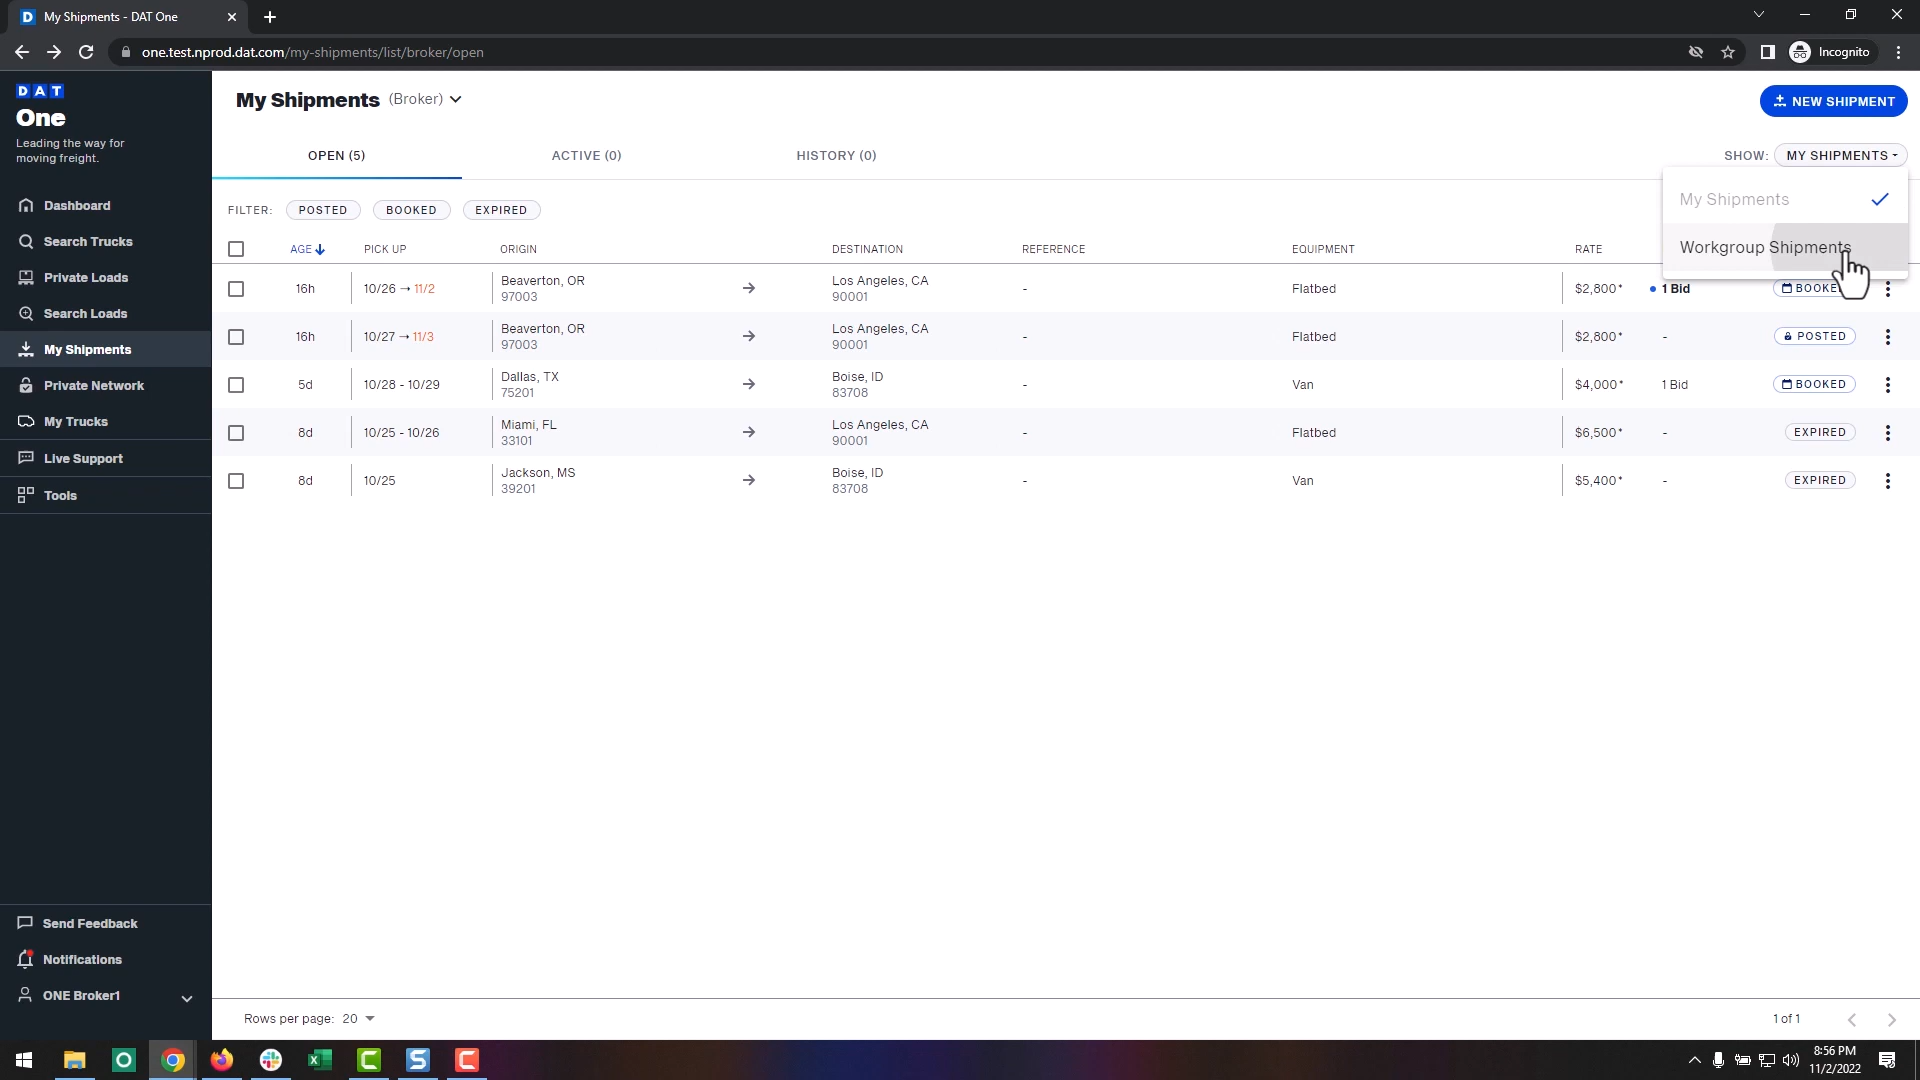 My Shipments - DAT One
one.test.nprod.dat.com/my-shipments/list/broker/open
Incognito
DAT
One
Leading the way for
moving freight.
Dashboard
Search Trucks
Private Loads
Search Loads
My Shipments
Private Network
My Trucks
Live Support
Tools
Send Feedback
Notifications
ONE Broker1
My Shipments (Broker)
NEW SHIPMENT
OPEN (5) ACTIVE (0) HISTORY (0)
SHOW: MY SHIPMENTS
My Shipments
Workgroup Shipments
FILTER: POSTED BOOKED EXPIRED
AGE PICK UP ORIGIN DESTINATION REFERENCE EQUIPMENT RATE
16h 10/26 → 11/2 Beaverton, OR → Los Angeles, CA - Flatbed $2,800* 1 Bid
97003 90001
16h 10/27 → 11/3 Beaverton, OR → Los Angeles, CA - Flatbed $2,800* - POSTED
97003 90001
5d 10/28 - 10/29 Dallas, TX → Boise, ID - Van $4,000* 1 Bid BOOKED
75201 83708
8d 10/25 - 10/26 Miami, FL → Los Angeles, CA - Flatbed $6,500* - EXPIRED
33101 90001
8d 10/25 Jackson, MS → Boise, ID - Van $5,400* - EXPIRED
39201 83708
Rows per page: 20
1 of 1
8:56 PM
11/2/2022